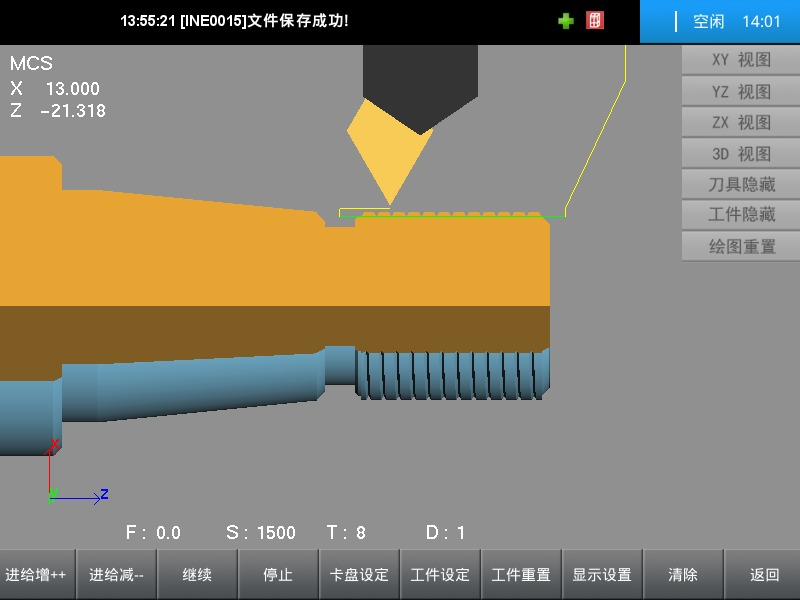 13:55:21 [INE0015]文件保存成功!
空闲 14:01
MCS
X 13.000
Z -21.318
XY 视图
YZ 视图
ZX 视图
3D 视图
刀具隐藏
工件隐藏
绘图重置
X
Z
F: 0.0 S: 1500 T: 8 D: 1
进给增++ 进给减-- 继续 停止 卡盘设定 工件设定 工件重置 显示设置 清除 返回